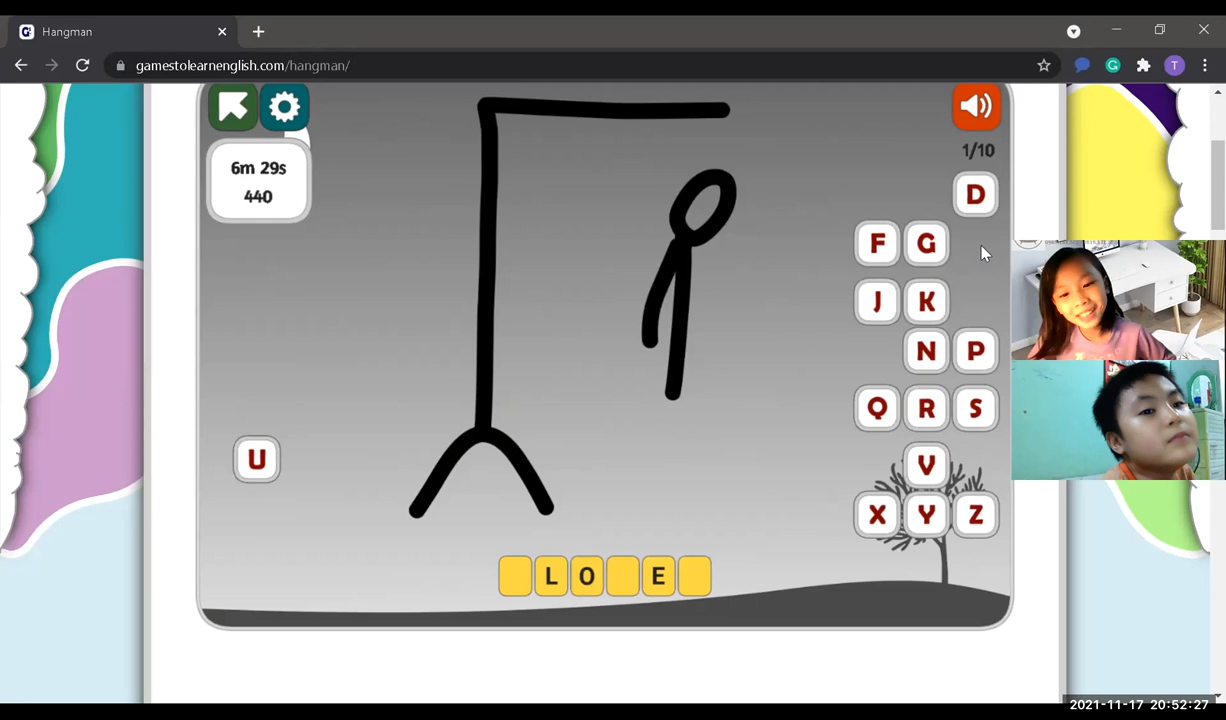 Hangman
gamestolearnenglish.com/hangman/
T
6m 29s
440
1/10
D
F G
J K
N P
Q R S
V
X Y Z
U
L O E
2021-11-17 20:52:27